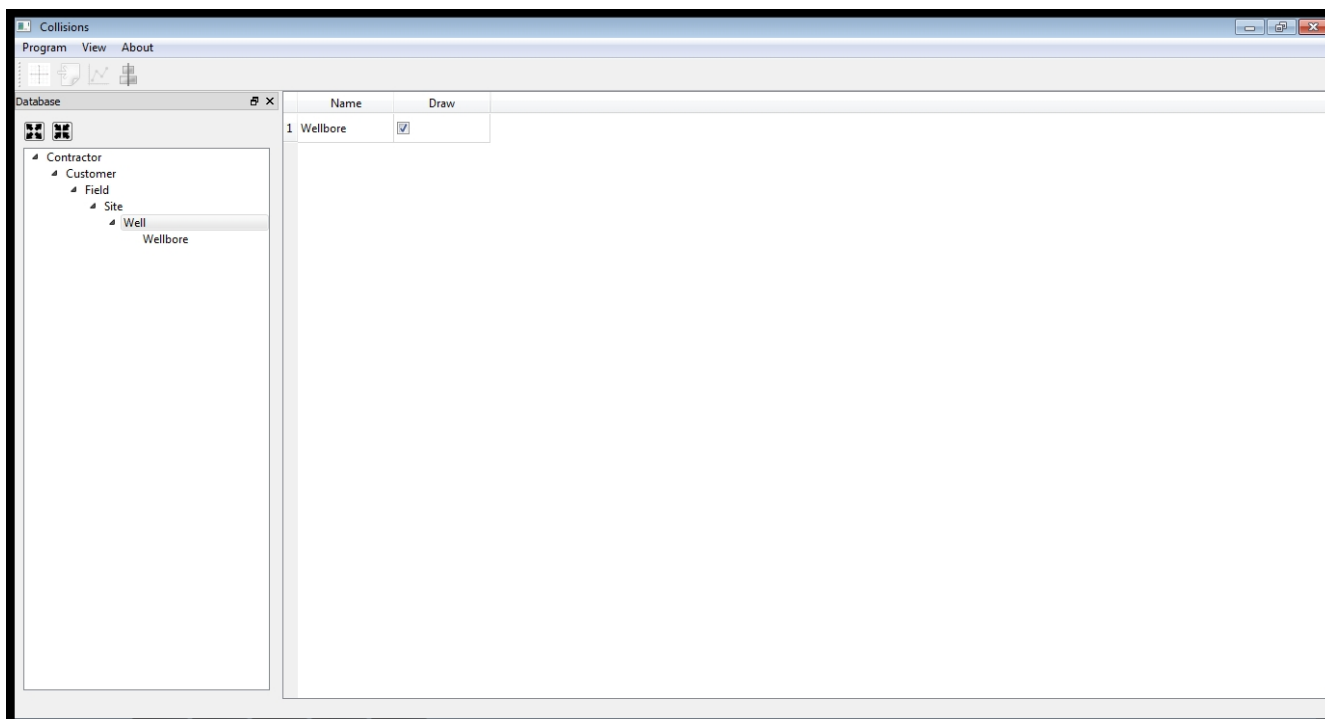 Collisions
Program View About
Database
Name Draw
1 Wellbore
Contractor
Customer
Field
Site
Well
Wellbore